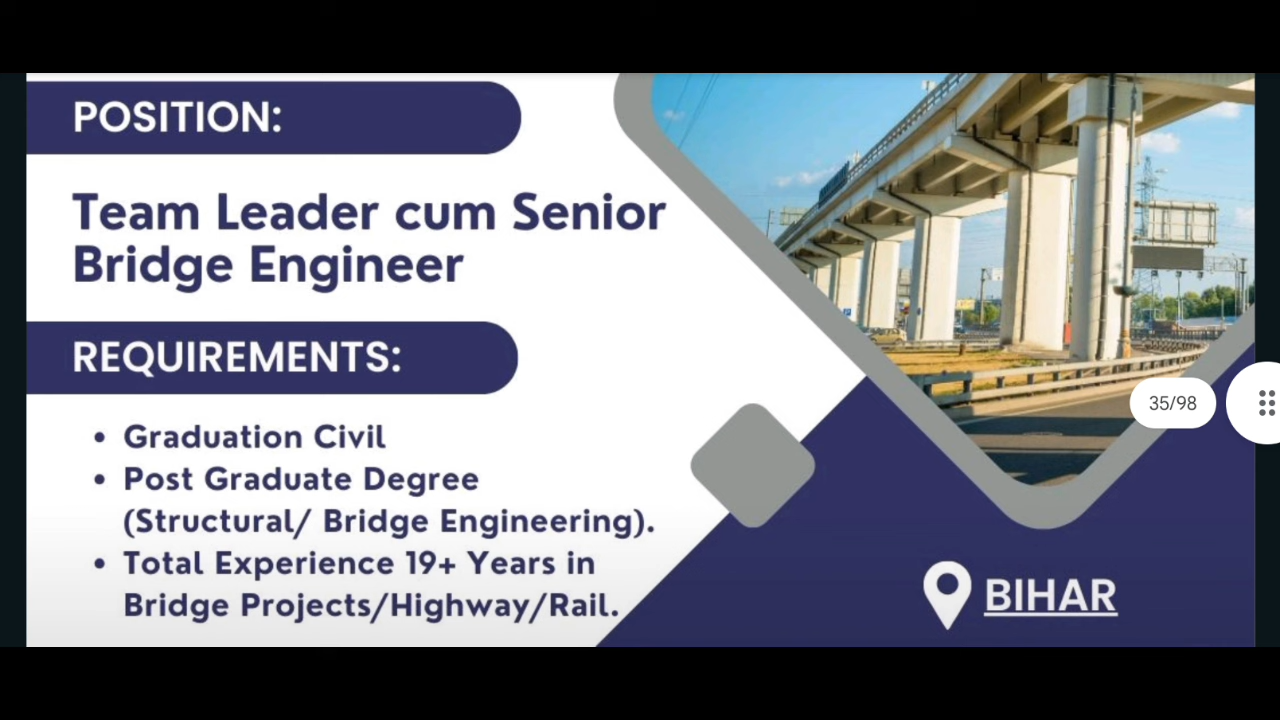 POSITION:
Team Leader cum Senior
Bridge Engineer
REQUIREMENTS:
• Graduation Civil
• Post Graduate Degree
(Structural/ Bridge Engineering).
• Total Experience 19+ Years in
Bridge Projects/Highway/Rail.
35/98
BIHAR